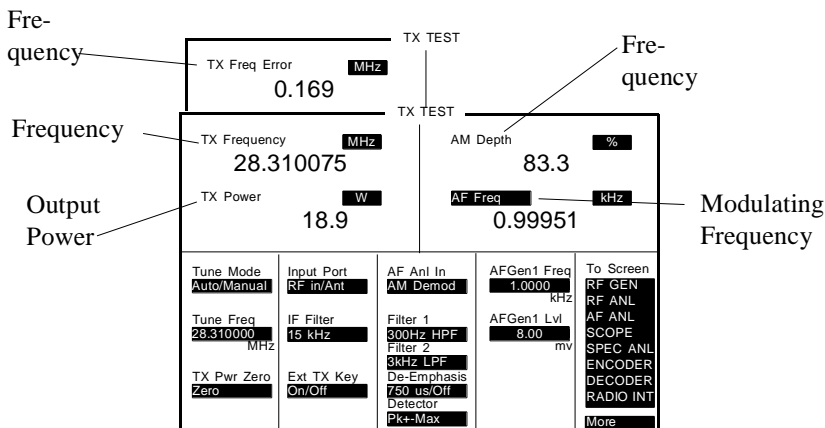 Fre-
quency
TX TEST
TX Freq Error MHz
0.169
Fre-
quency
TX TEST
Frequency
TX Frequency MHz
28.310075
AM Depth %
83.3
Output
Power
TX Power W
18.9
AF Freq kHz
0.99951
Modulating
Frequency
Tune Mode
Auto/Manual
Tune Freq
28.310000
MHz
TX Pwr Zero
Zero
Input Port
RF in/Ant
IF Filter
15 kHz
Ext TX Key
On/Off
AF Anl In
AM Demod
Filter 1
300Hz HPF
Filter 2
3kHz LPF
De-Emphasis
750 us/Off
Detector
Pk+-Max
AFGen1 Freq
1.0000
kHz
AFGen1 Lvl
8.00
mv
To Screen
RF GEN
RF ANL
AF ANL
SCOPE
SPEC ANL
ENCODER
DECODER
RADIO INT
More